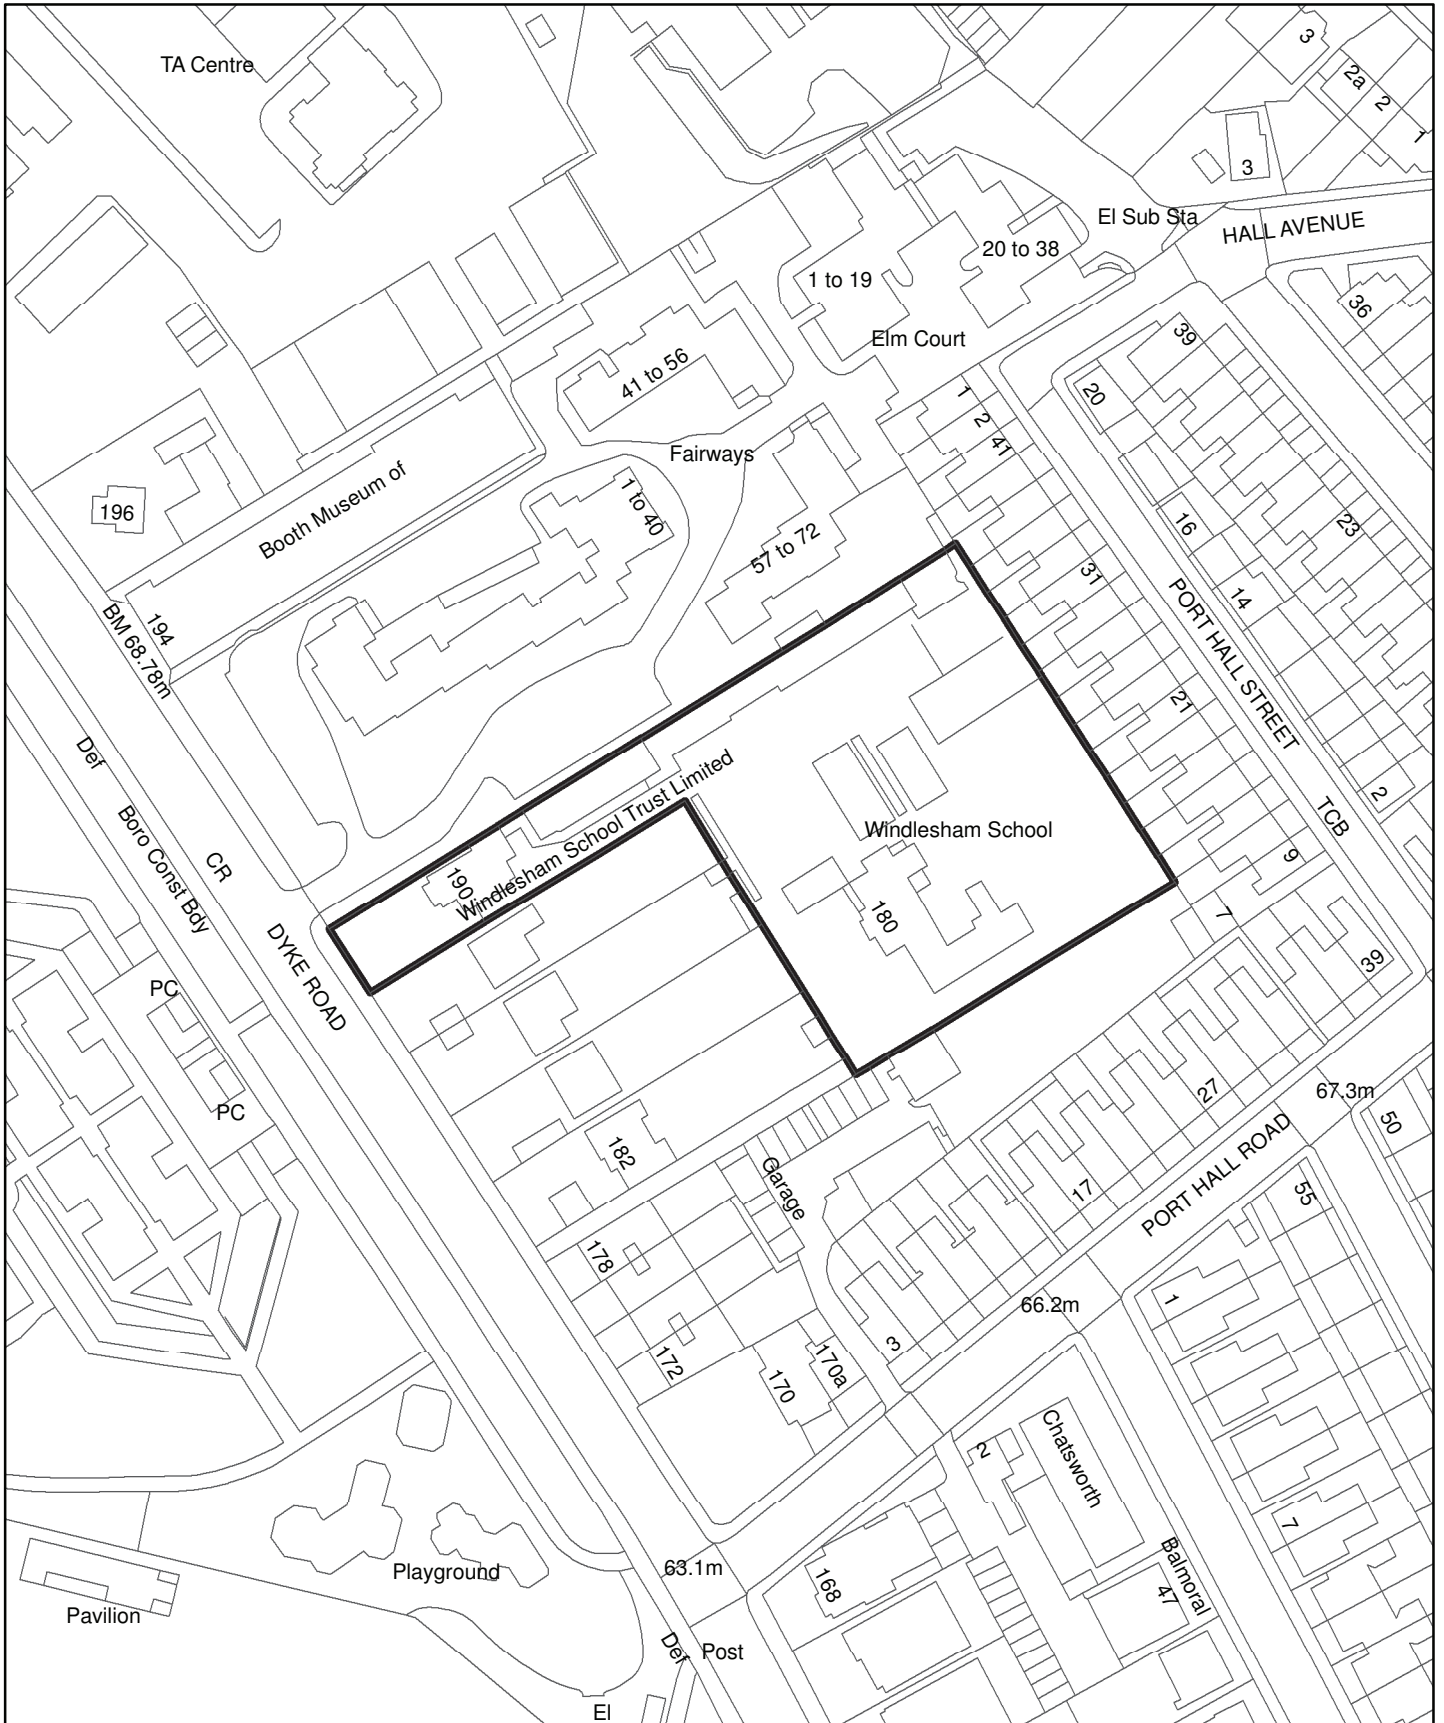 TA Centre
3
2a
2
1
3
El Sub Sta
HALL AVENUE
20 to 38
1 to 19
Elm Court
36
39
20
41 to 56
1
2
41
Fairways
Booth Museum of
196
1 to 40
57 to 72
16
23
31
14
PORT HALL STREET
194
BM 68.78m
21
Def
Windlesham School Trust Limited
2
TCB
Boro Const Bdy
CR
Windlesham School
9
190
180
7
DYKE ROAD
39
PC
PC
27
67.3m
50
182
Garage
17
PORT HALL ROAD
55
178
66.2m
1
3
172
170
170a
2
Chatsworth
7
Playground
63.1m
168
Balmoral
47
Pavilion
Def
Post
El